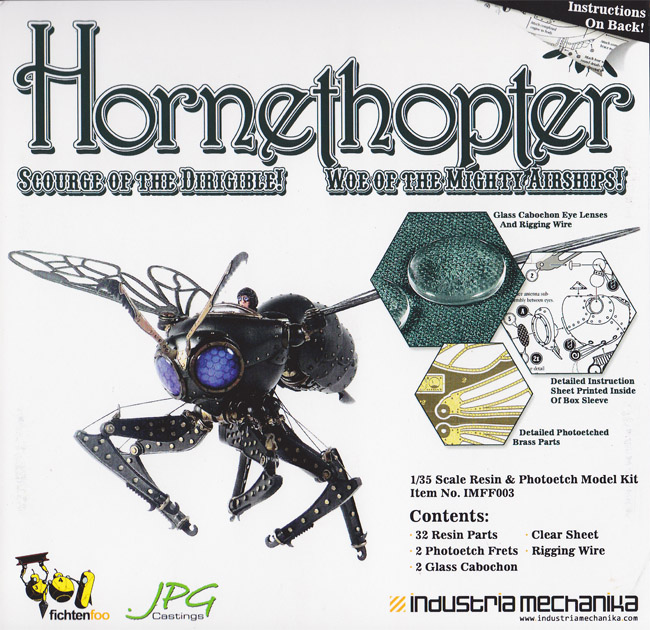 Instructions
On Back!
Hornethopter
Scourge of the Dirigible! Woe of the Mighty Airships!
Glass Cabochon Eye Lenses
And Rigging Wire
Detailed Instruction
Sheet Printed Inside
Of Box Sleeve
Detailed Photoetched
Brass Parts
1/35 Scale Resin & Photoetch Model Kit
Item No. IMFF003
Contents:
· 32 Resin Parts · Clear Sheet
· 2 Photoetch Frets · Rigging Wire
· 2 Glass Cabochon
fichtenfoo
JPG
Castings
industria mechanika
www.industriamechanika.com